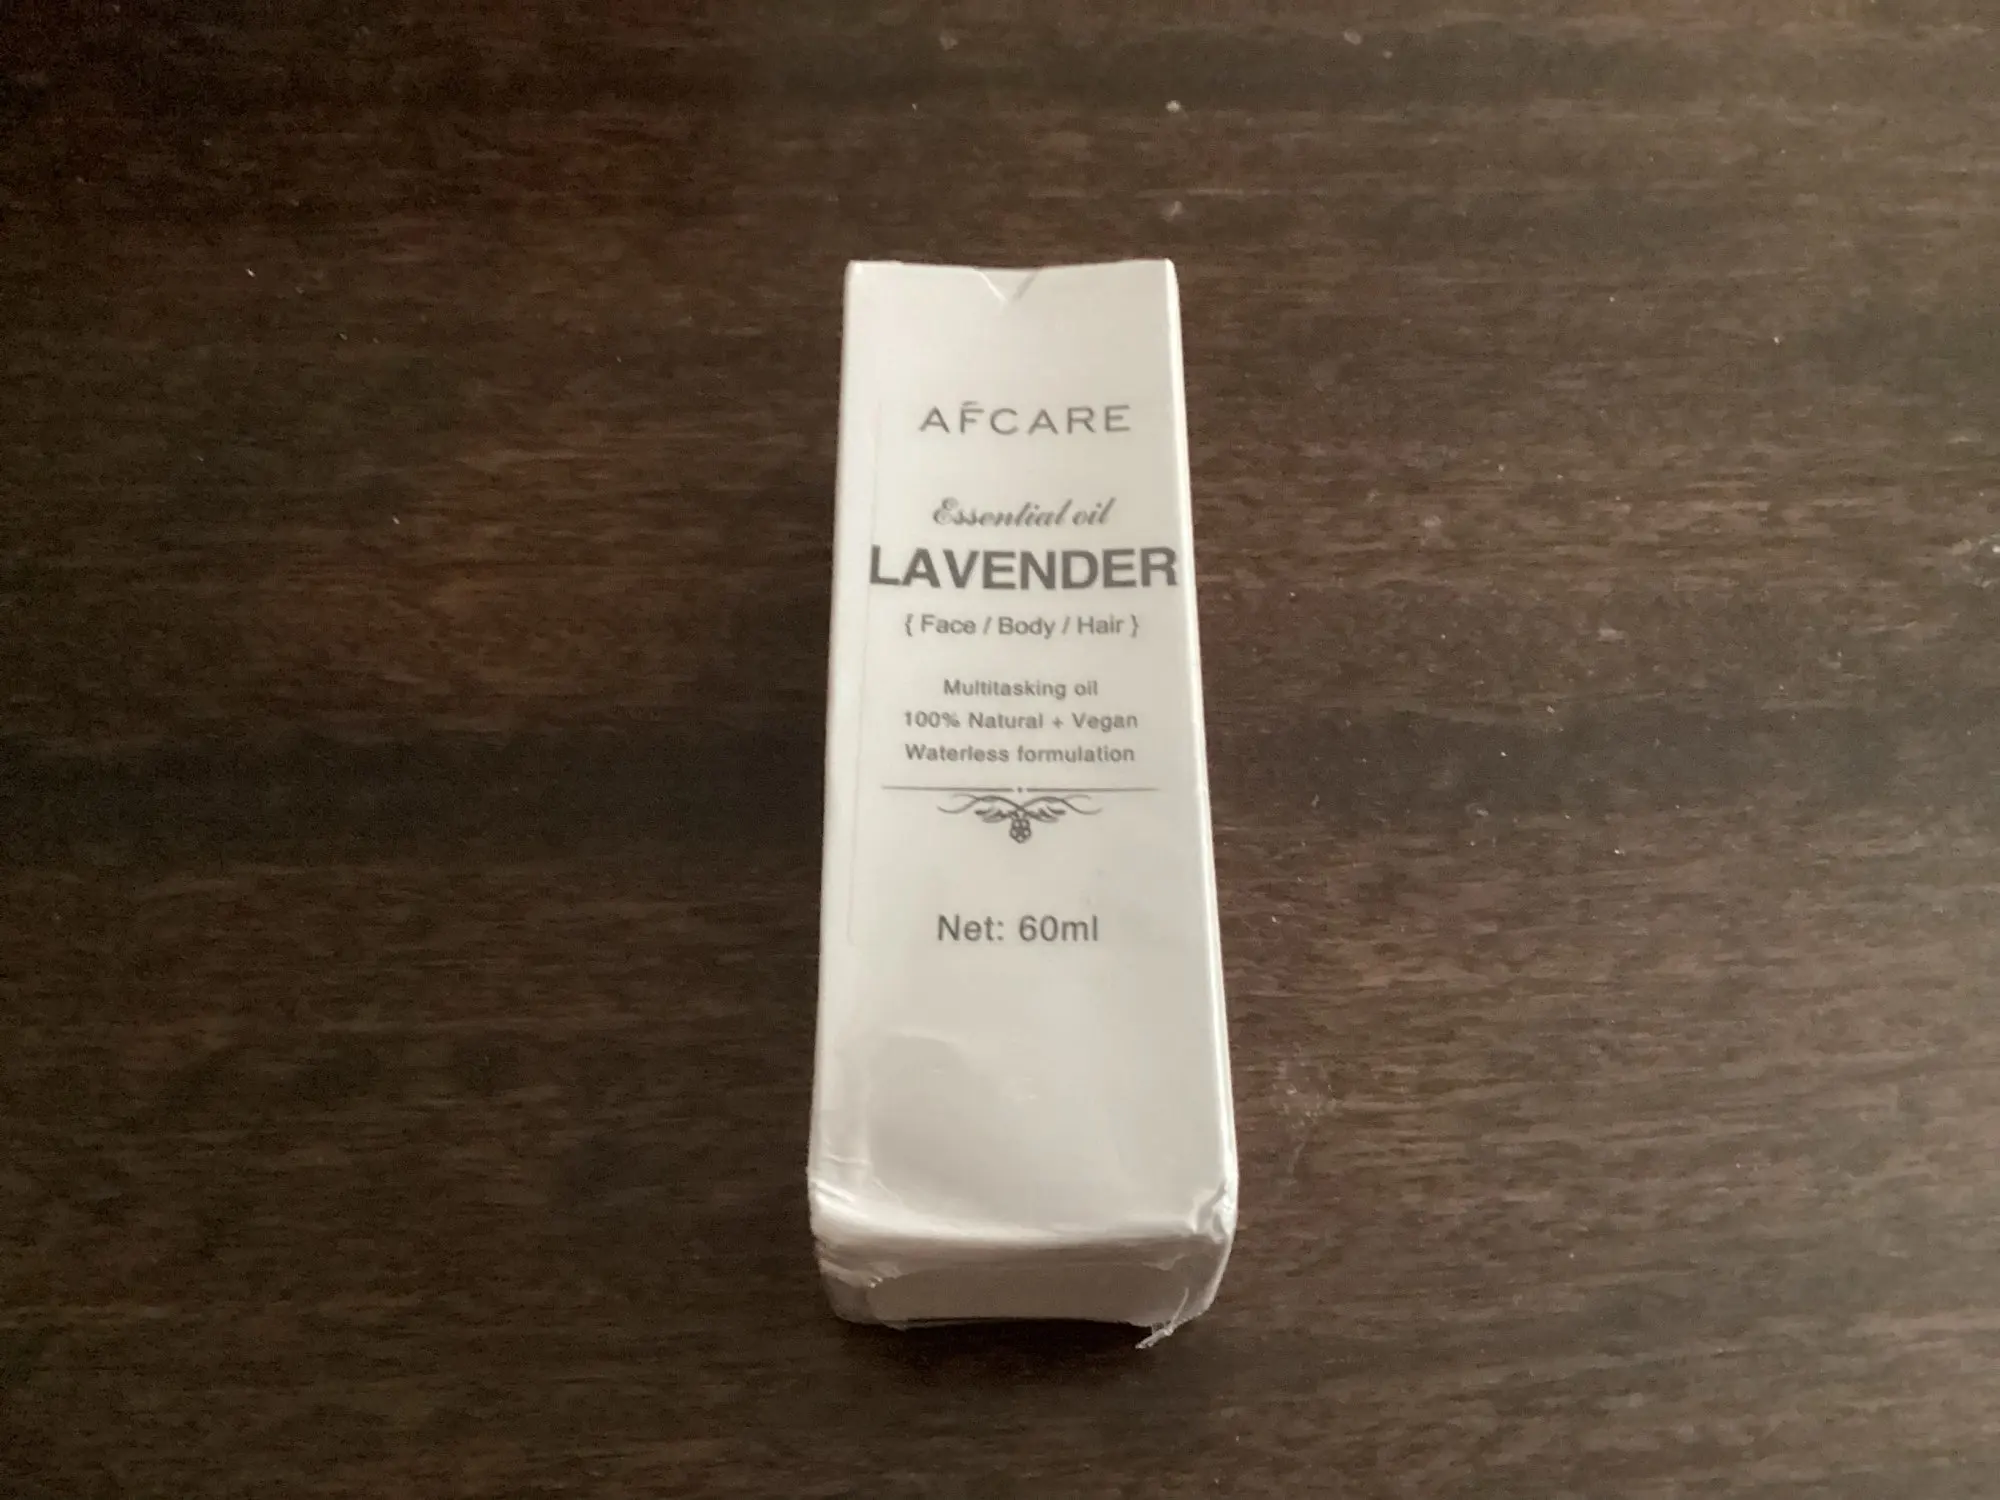 AFCARE
Essential oil
LAVENDER
{ Face / Body / Hair }
Multitasking oil
100% Natural + Vegan
Waterless formulation
Net: 60ml